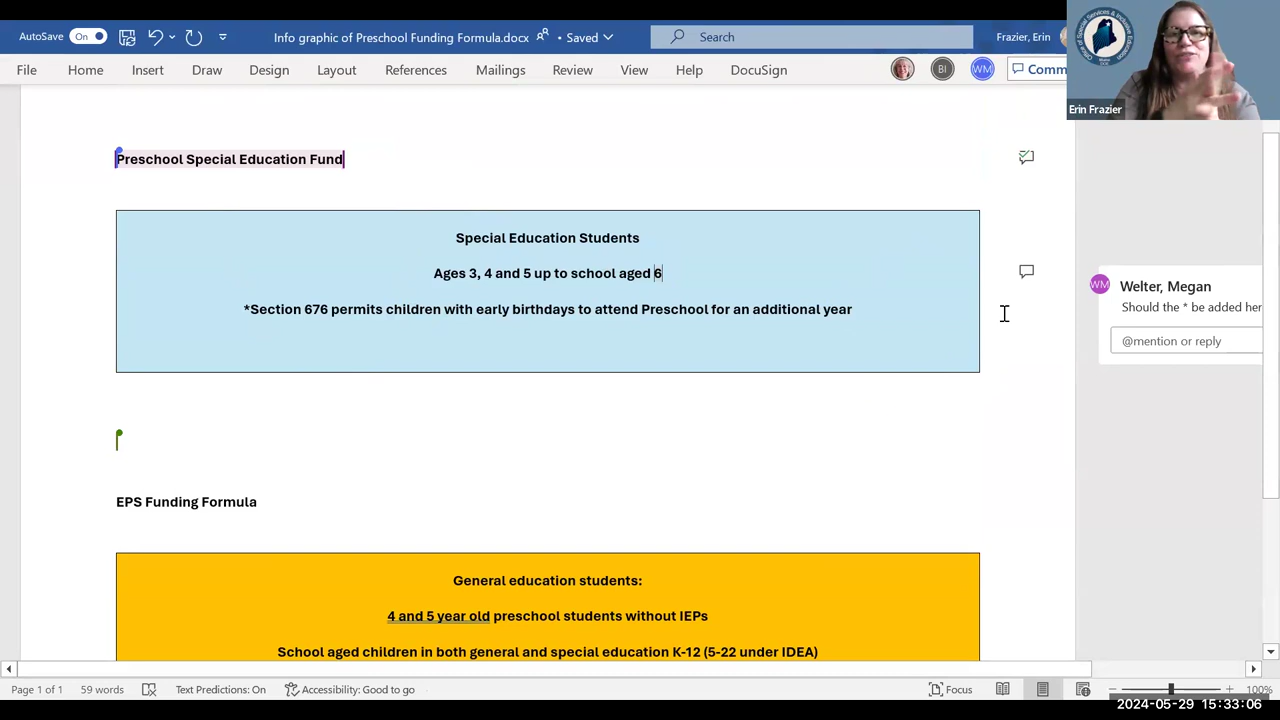 AutoSave On
Info graphic of Preschool Funding Formula.docx • Saved
Search
Frazier, Erin
File Home Insert Draw Design Layout References Mailings Review View Help DocuSign
BI WM Comm
Erin Frazier
Preschool Special Education Fund
Special Education Students
Ages 3, 4 and 5 up to school aged 6
*Section 676 permits children with early birthdays to attend Preschool for an additional year
WM Welter, Megan
Should the * be added her
@mention or reply
EPS Funding Formula
General education students:
4 and 5 year old preschool students without IEPs
School aged children in both general and special education K-12 (5-22 under IDEA)
Page 1 of 1 59 words Text Predictions: On Accessibility: Good to go Focus 100%
2024-05-29 15:33:06